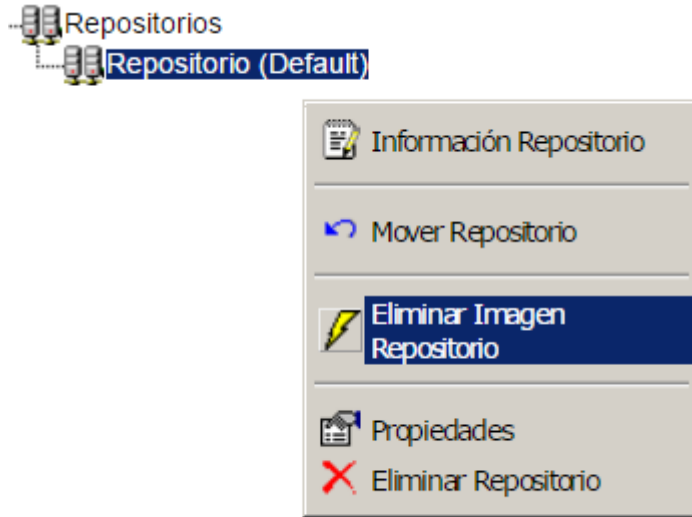 Repositorios
Repositorio (Default)
Información Repositorio
Mover Repositorio
Eliminar Imagen
Repositorio
Propiedades
Eliminar Repositorio